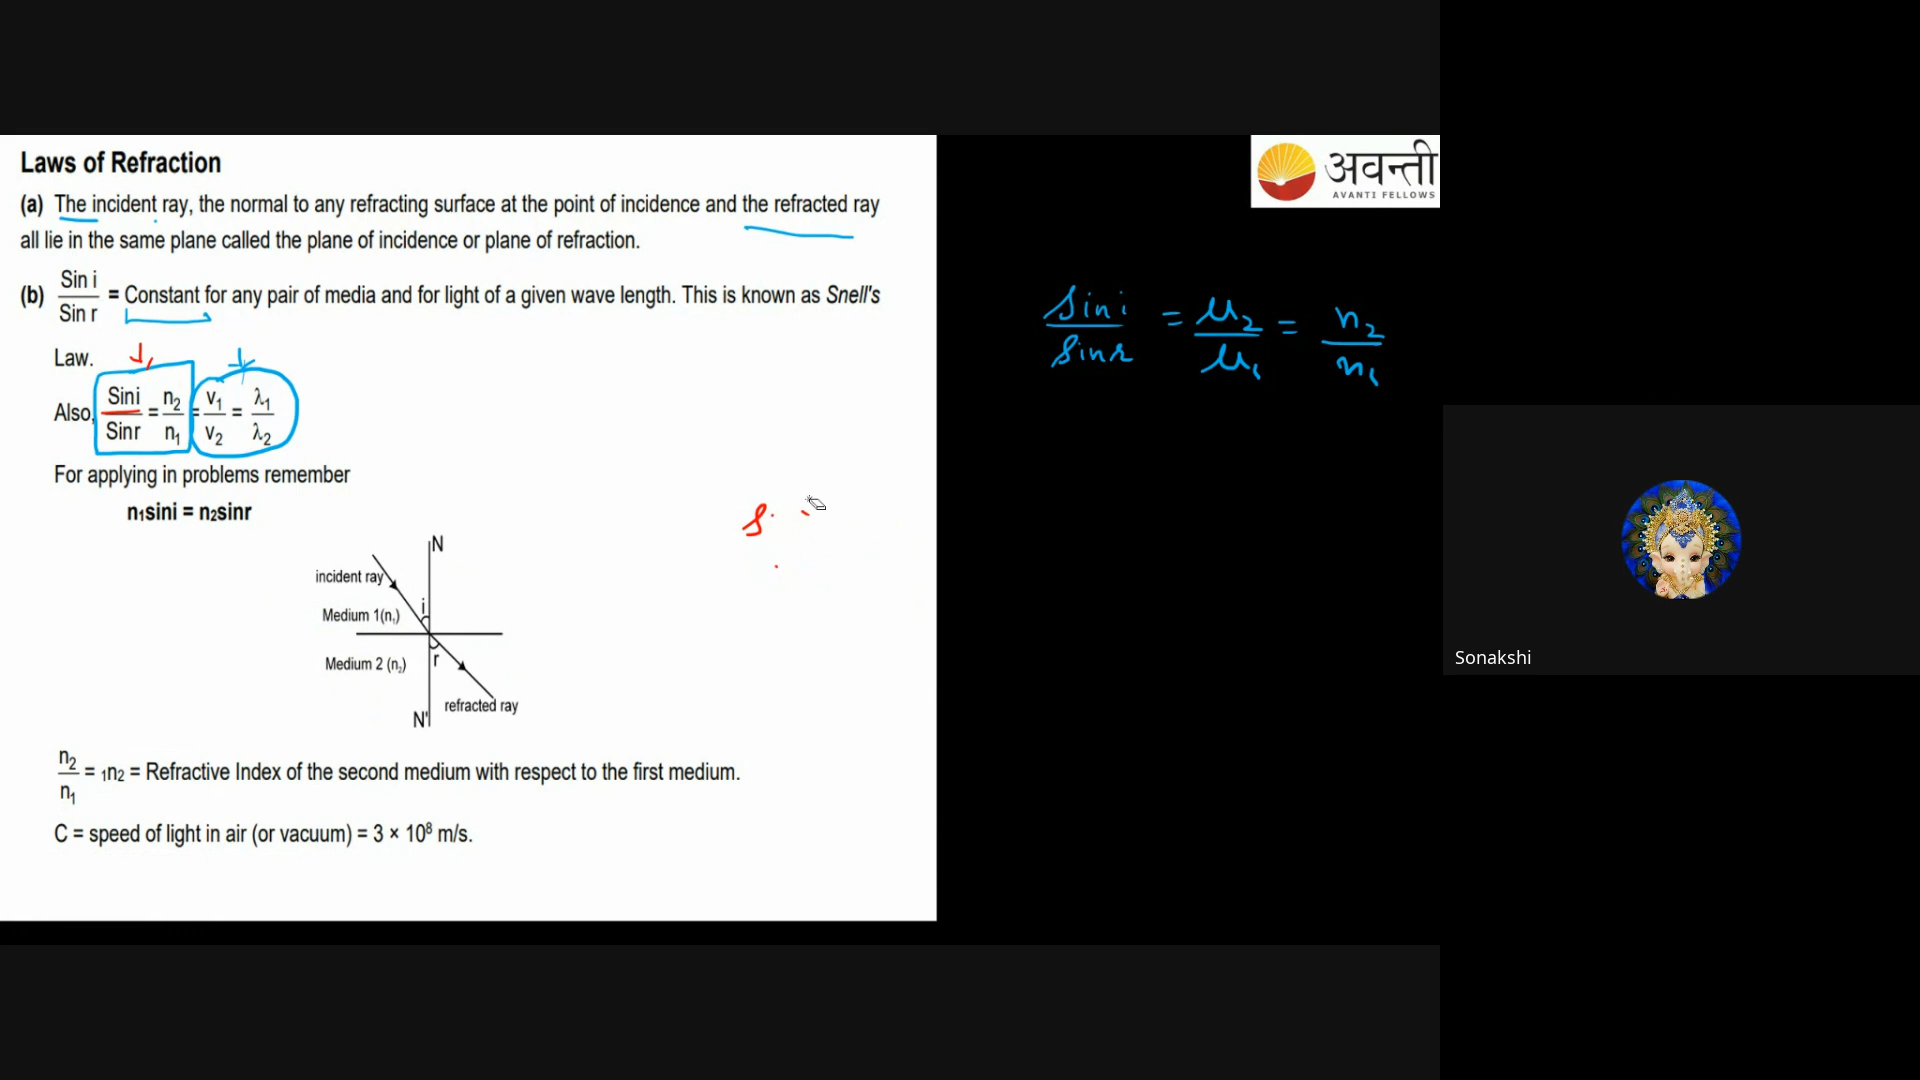 Laws of Refraction
(a) The incident ray, the normal to any refracting surface at the point of incidence and the refracted ray
all lie in the same plane called the plane of incidence or plane of refraction.
(b) Sin i / Sin r = Constant for any pair of media and for light of a given wave length. This is known as Snell's
Law.
Also, Sini / Sinr = n₂ / n₁ = v₁ / v₂ = λ₁ / λ₂
For applying in problems remember
n₁sini = n₂sinr
N
incident ray
i
Medium 1(n₁)
Medium 2 (n₂)
r
refracted ray
N'
n₂ / n₁ = ₁n₂ = Refractive Index of the second medium with respect to the first medium.
C = speed of light in air (or vacuum) = 3 × 10⁸ m/s.
अवन्ती
AVANTI FELLOWS
sin i / sin r = μ₂ / μ₁ = n₂ / n₁
Sonakshi